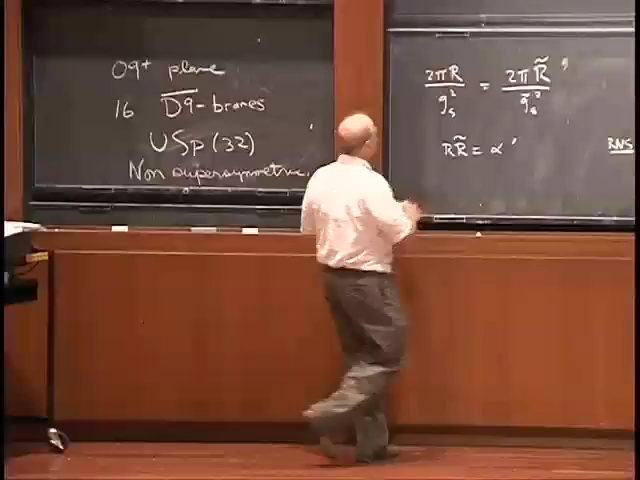 O9⁺ plane
16 D̅9-branes
USp(32)
Non supersymmetric
2πR/g_s² = 2πR̃/g̃_s²
RR̃ = α'
RNS